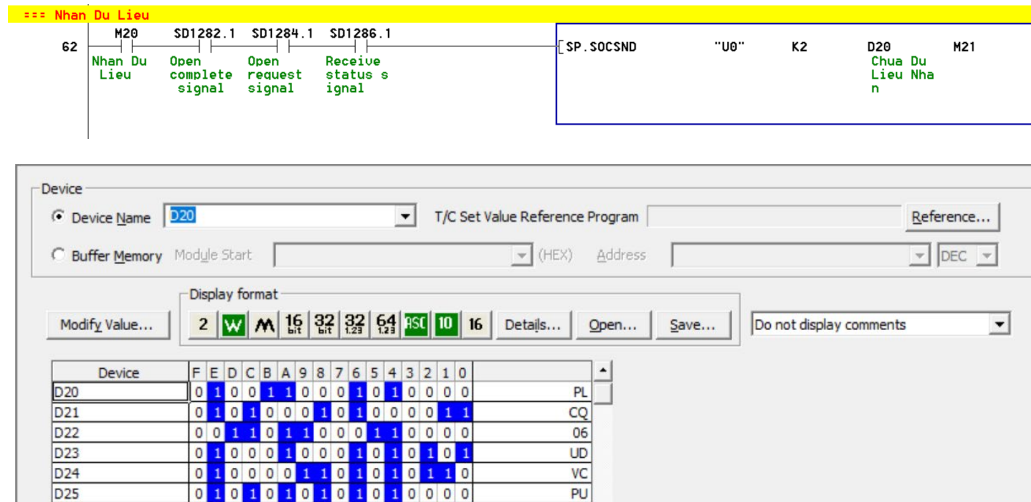 === Nhan Du Lieu
M20 SD1282.1 SD1284.1 SD1286.1
62 [SP.SOCSND "U0" K2 D20 M21
Nhan Du Lieu Open complete signal Open request signal Receive status s ignal Chua Du Lieu Nha n
Device
Device Name D20 T/C Set Value Reference Program Reference...
Buffer Memory Module Start (HEX) Address DEC
Display format
Modify Value... 2 W M 16 bit 32 bit 32 1.23 64 1.23 ASC 10 16 Details... Open... Save... Do not display comments
Device F E D C B A 9 8 7 6 5 4 3 2 1 0
D20 0 1 0 0 1 1 0 0 0 1 0 1 0 0 0 0 PL
D21 0 1 0 1 0 0 0 1 0 1 0 0 0 0 1 1 CQ
D22 0 0 1 1 0 1 1 0 0 0 1 1 0 0 0 0 06
D23 0 1 0 0 0 1 0 0 0 1 0 1 0 1 0 1 UD
D24 0 1 0 0 0 0 1 1 0 1 0 1 0 1 1 0 VC
D25 0 1 0 1 0 1 0 1 0 1 0 1 0 0 0 0 PU